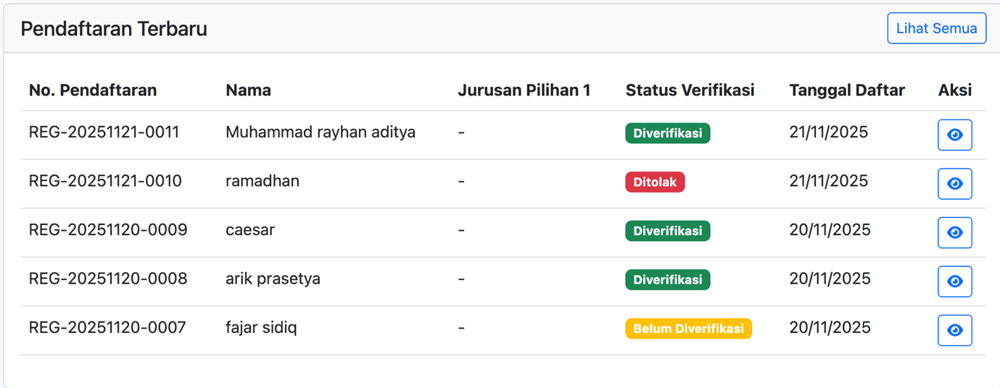 Pendaftaran Terbaru Lihat Semua
No. Pendaftaran Nama Jurusan Pilihan 1 Status Verifikasi Tanggal Daftar Aksi
REG-20251121-0011 Muhammad rayhan aditya - Diverifikasi 21/11/2025
REG-20251121-0010 ramadhan - Ditolak 21/11/2025
REG-20251120-0009 caesar - Diverifikasi 20/11/2025
REG-20251120-0008 arik prasetya - Diverifikasi 20/11/2025
REG-20251120-0007 fajar sidiq - Belum Diverifikasi 20/11/2025